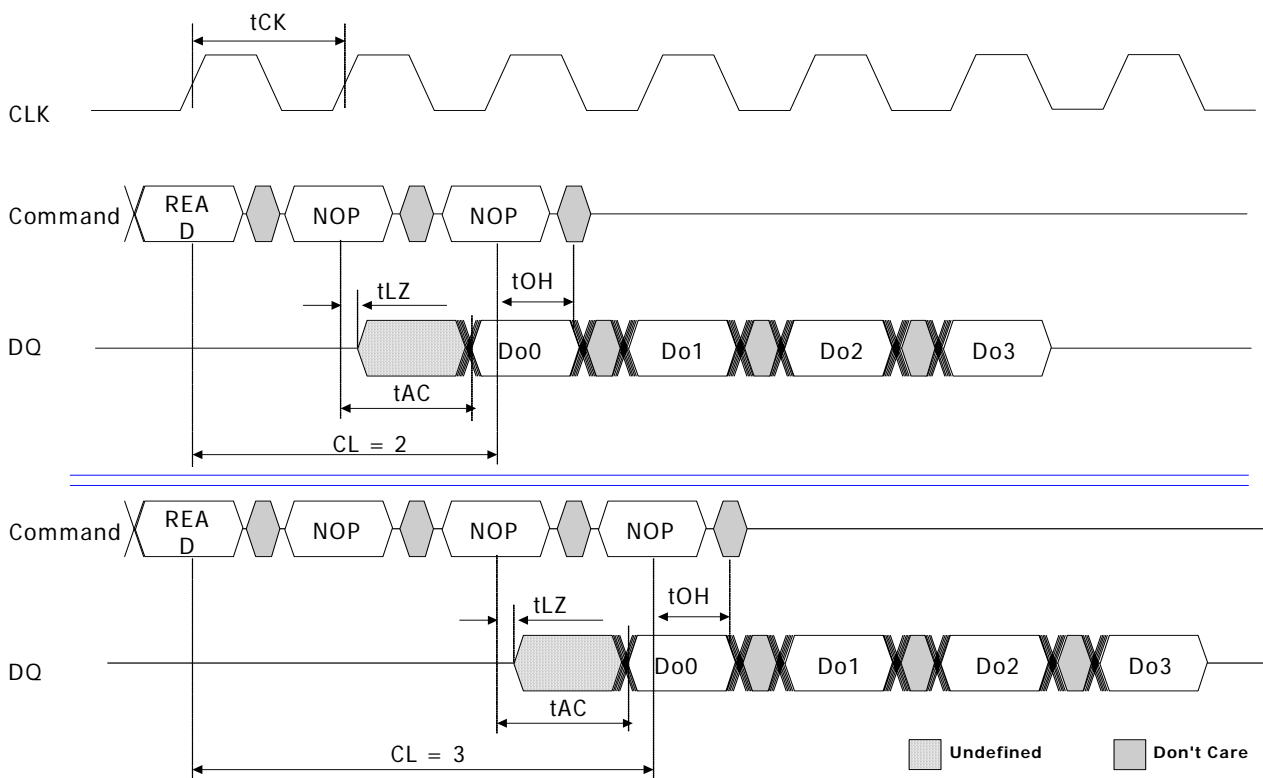 tCK
CLK
Command
REA
D
NOP
NOP
tOH
tLZ
DQ
Do0
Do1
Do2
Do3
tAC
CL = 2
Command
REA
D
NOP
NOP
NOP
tOH
tLZ
DQ
Do0
Do1
Do2
Do3
tAC
CL = 3
Undefined
Don't Care